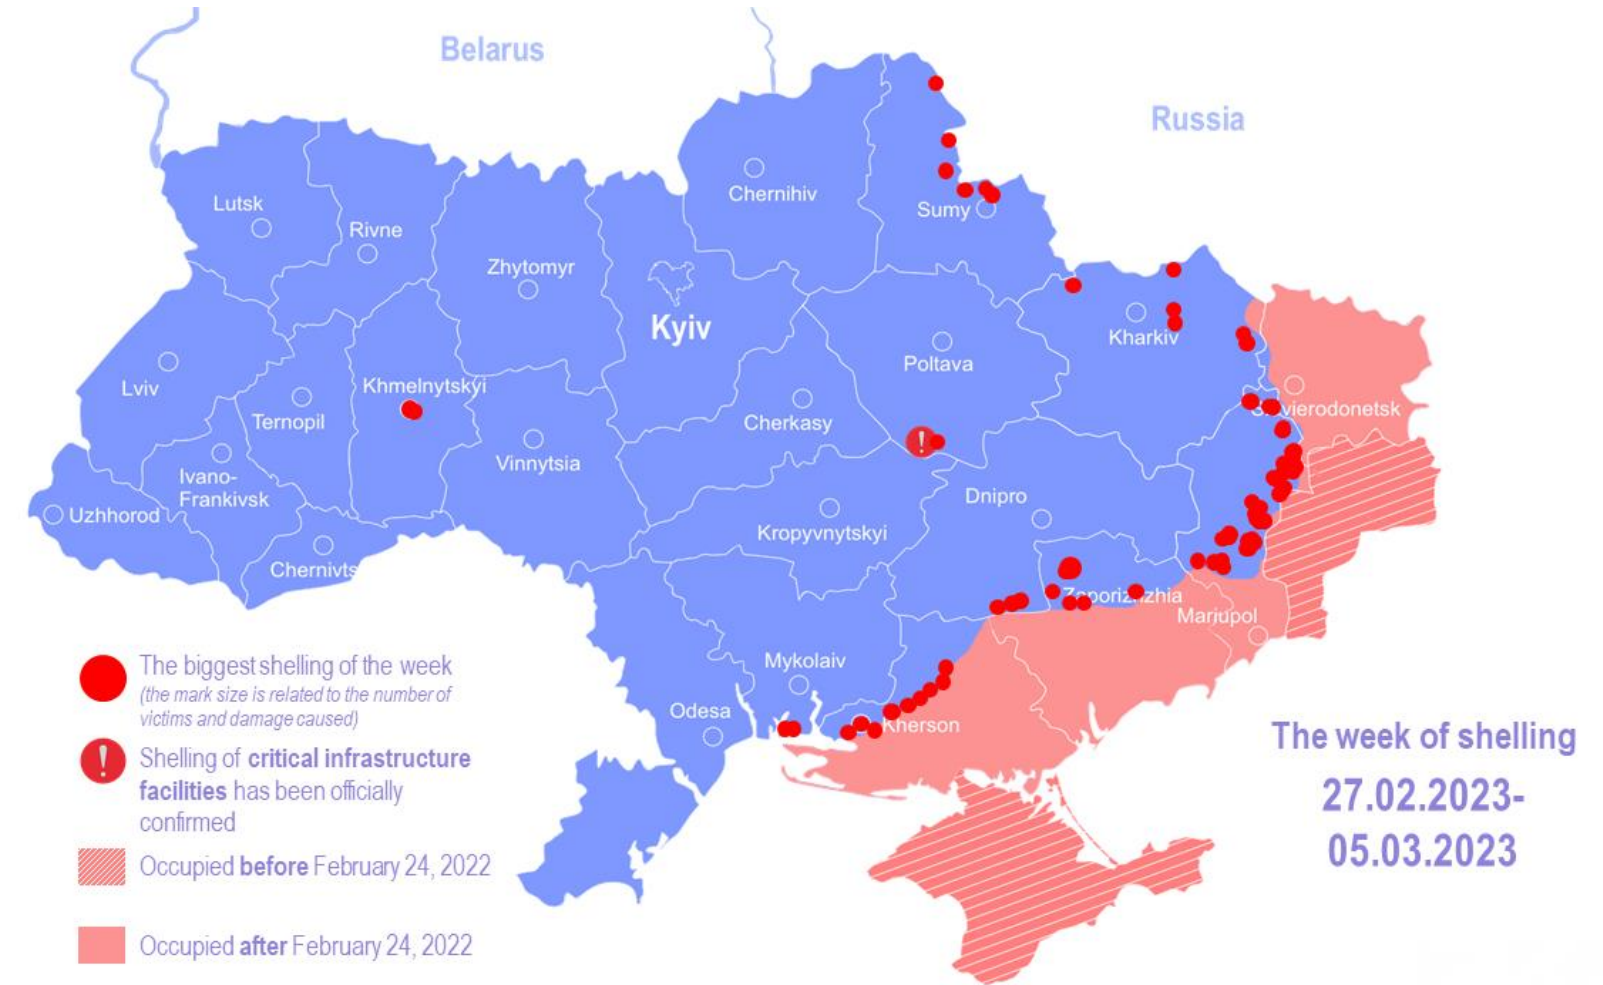 Belarus
Russia
Chernihiv
Lutsk
Sumy
Rivne
Zhytomyr
Kyiv
Kharkiv
Poltava
Lviv
Khmelnytskyi
Ternopil
Cherkasy
vierodonetsk
Vinnytsia
Ivano-
Frankivsk
Uzhhorod
Dnipro
Kropyvnytskyi
Chernivts
Zaporizhzhia
Mariupol
Mykolaiv
Odesa
Kherson
!
The biggest shelling of the week
(the mark size is related to the number of
victims and damage caused)
! Shelling of critical infrastructure
facilities has been officially
confirmed
Occupied before February 24, 2022
Occupied after February 24, 2022
The week of shelling
27.02.2023-
05.03.2023